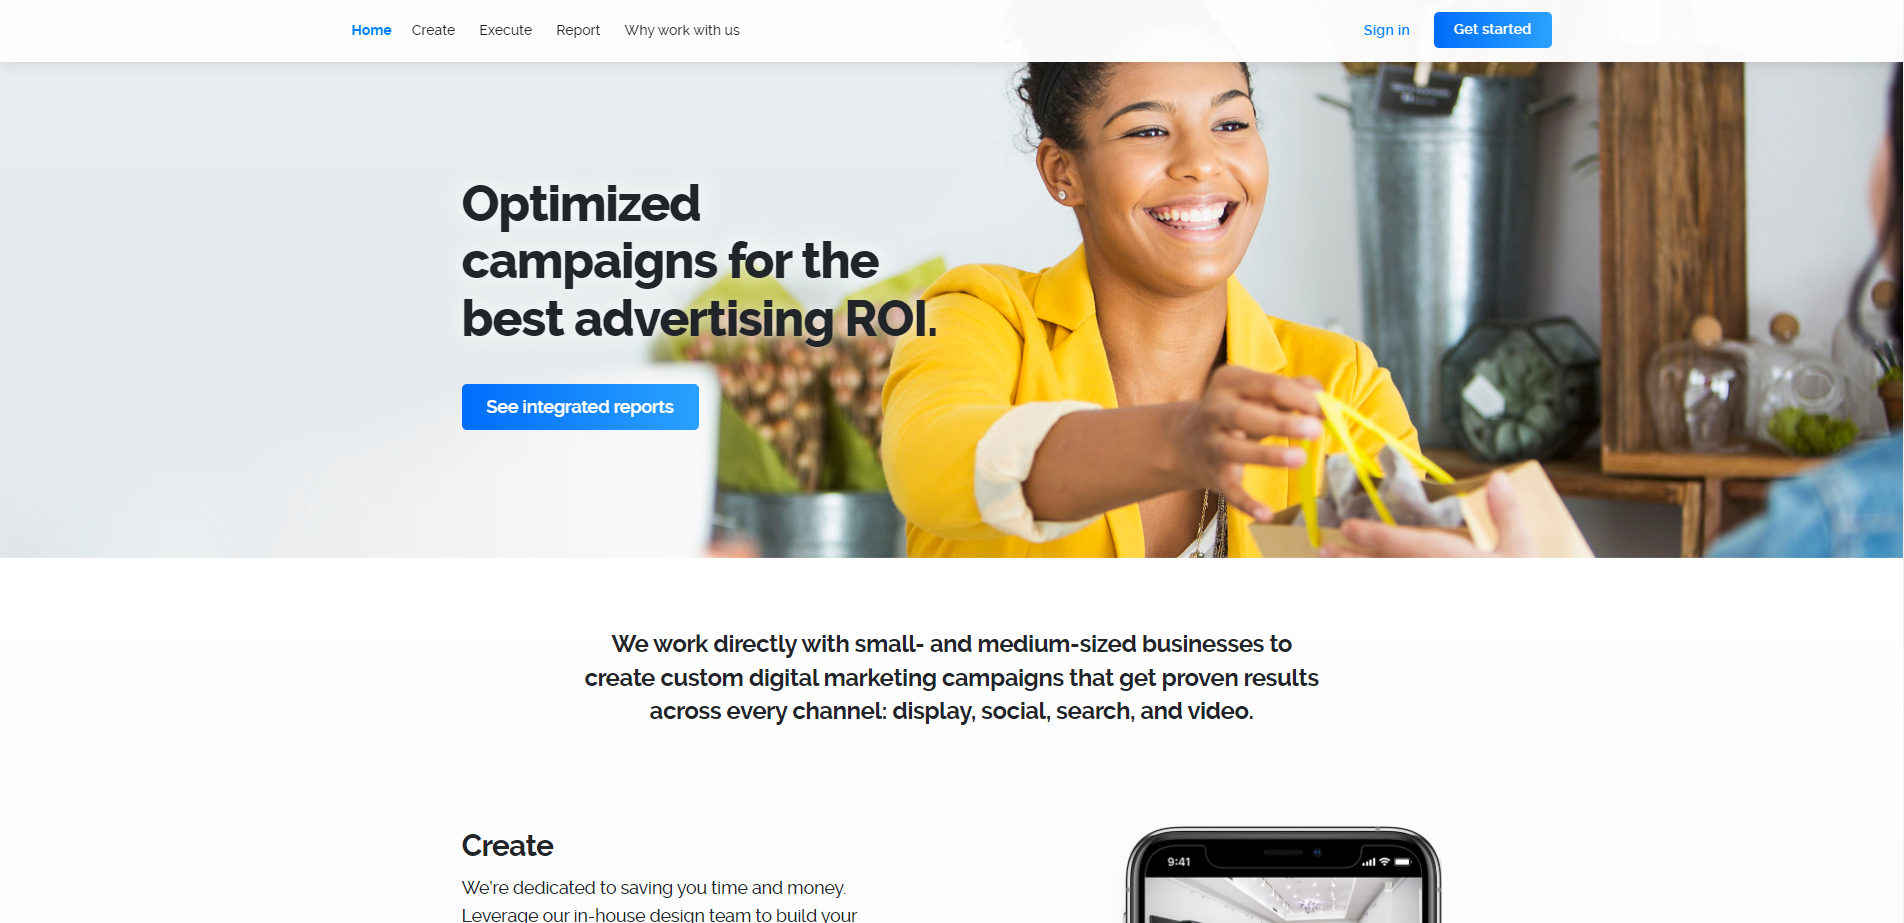 Home Create Execute Report Why work with us Sign in Get started
Optimized
campaigns for the
best advertising ROI.
See integrated reports
We work directly with small- and medium-sized businesses to
create custom digital marketing campaigns that get proven results
across every channel: display, social, search, and video.
Create
We're dedicated to saving you time and money.
Leverage our in-house design team to build your
9:41